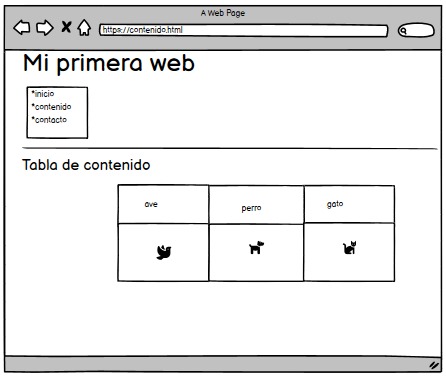 A Web Page
https://contenido.html
Mi primera web
*inicio
*contenido
*contacto
Tabla de contenido
ave perro gato